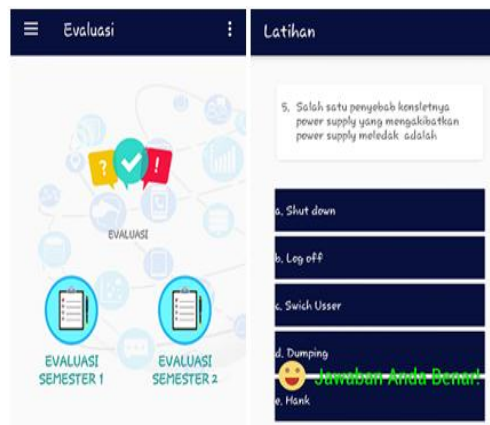 Evaluasi
?
!
EVALUASI
EVALUASI
SEMESTER 1
EVALUASI
SEMESTER 2
Latihan
5. Salah satu penyebab konsletnya
power supply yang mengakibatkan
power supply meledak adalah
a. Shut down
b. Log off
c. Swich Usser
d. Dumping
Jawaban Anda Benar!
e. Hank